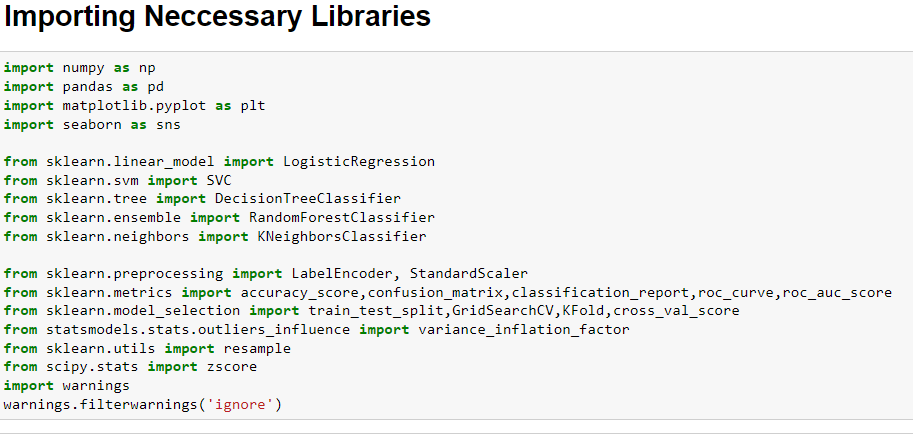 Importing Neccessary Libraries
import numpy as np
import pandas as pd
import matplotlib.pyplot as plt
import seaborn as sns
from sklearn.linear_model import LogisticRegression
from sklearn.svm import SVC
from sklearn.tree import DecisionTreeClassifier
from sklearn.ensemble import RandomForestClassifier
from sklearn.neighbors import KNeighborsClassifier
from sklearn.preprocessing import LabelEncoder, StandardScaler
from sklearn.metrics import accuracy_score,confusion_matrix,classification_report,roc_curve,roc_auc_score
from sklearn.model_selection import train_test_split,GridSearchCV,KFold,cross_val_score
from statsmodels.stats.outliers_influence import variance_inflation_factor
from sklearn.utils import resample
from scipy.stats import zscore
import warnings
warnings.filterwarnings('ignore')